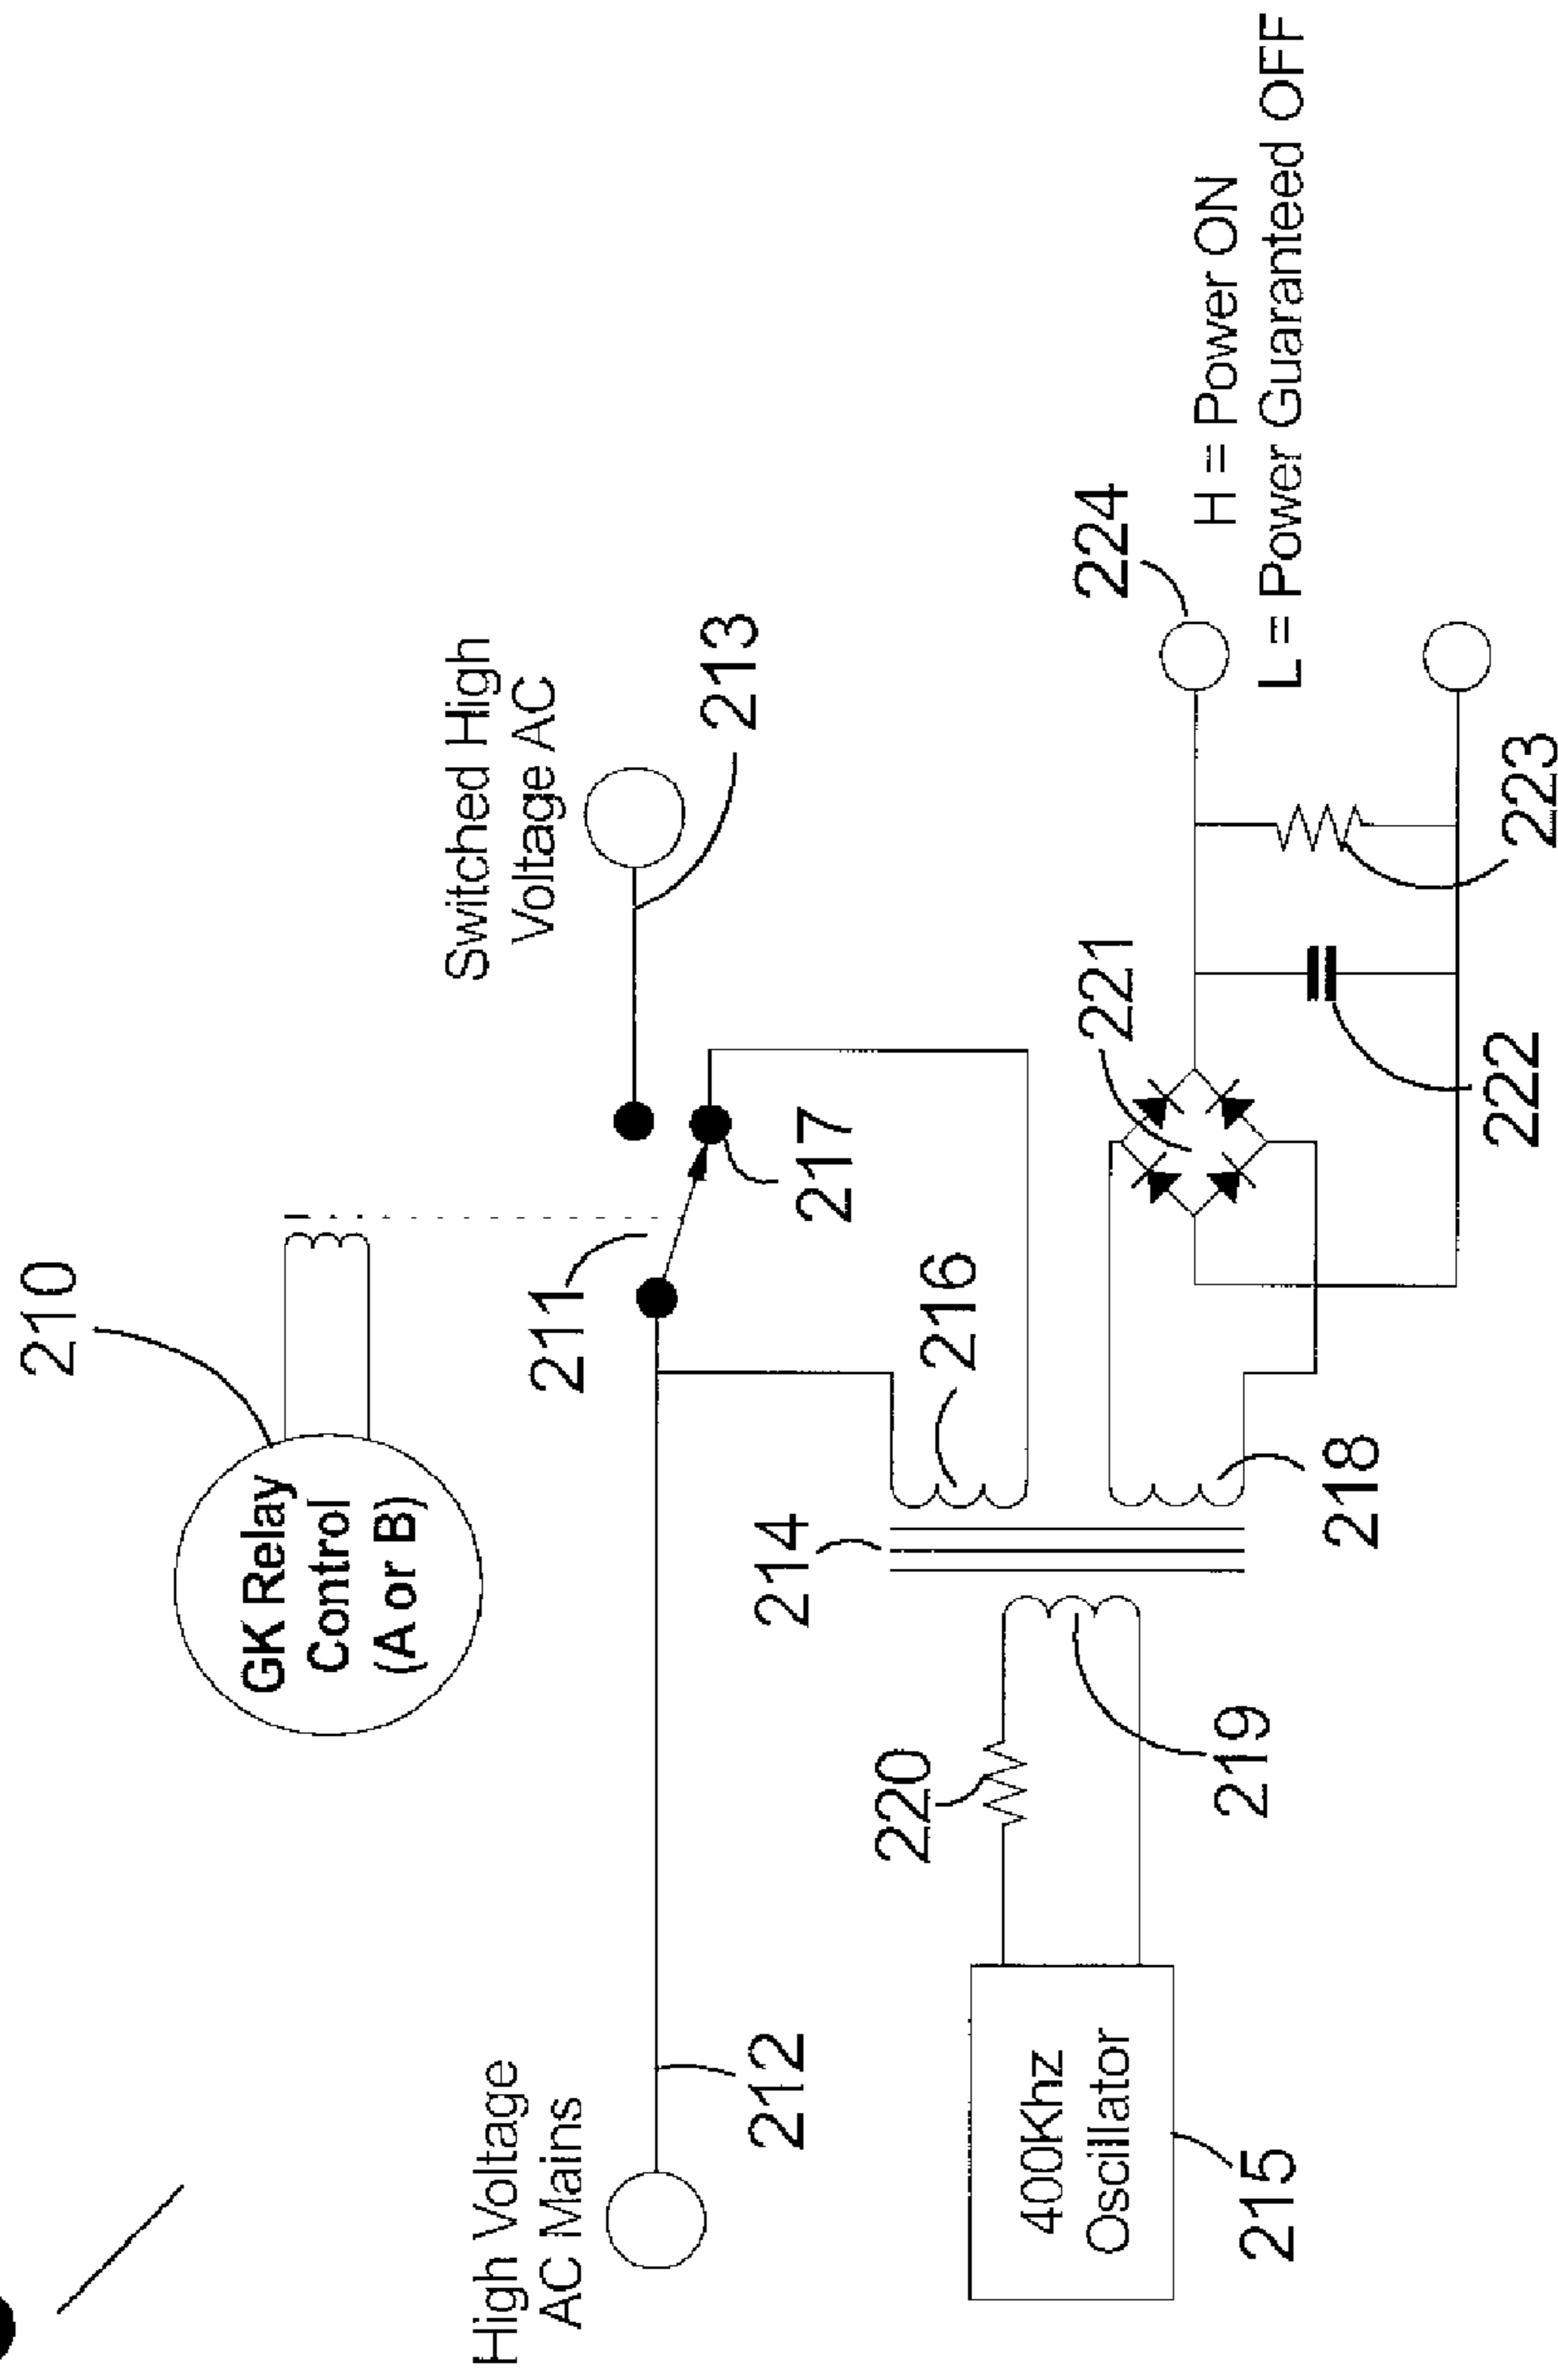 210
GK Relay
Control
(A or B)
High Voltage
AC Mains
212
211
217
Switched High
Voltage AC
213
214
216
220
219
400Khz
Oscillator
215
218
221
222
223
224
H = Power ON
L = Power Guaranteed OFF